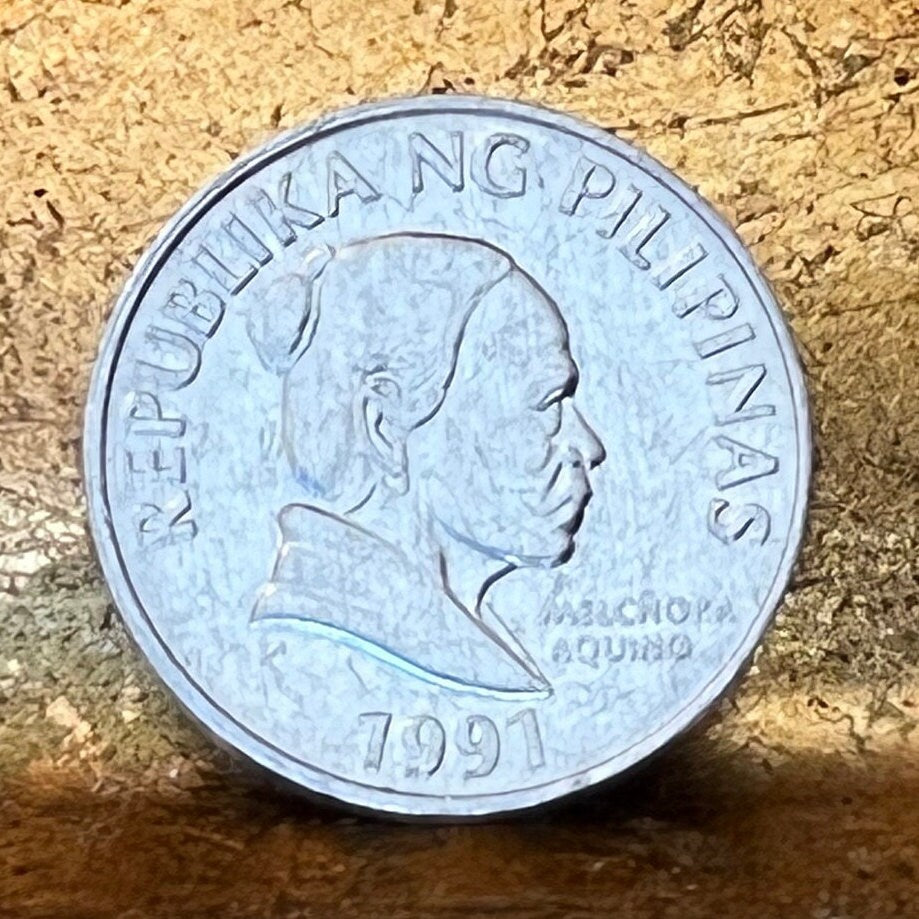 REPUBLIKA NG PILIPINAS
MELCHORA
AQUINO
1991